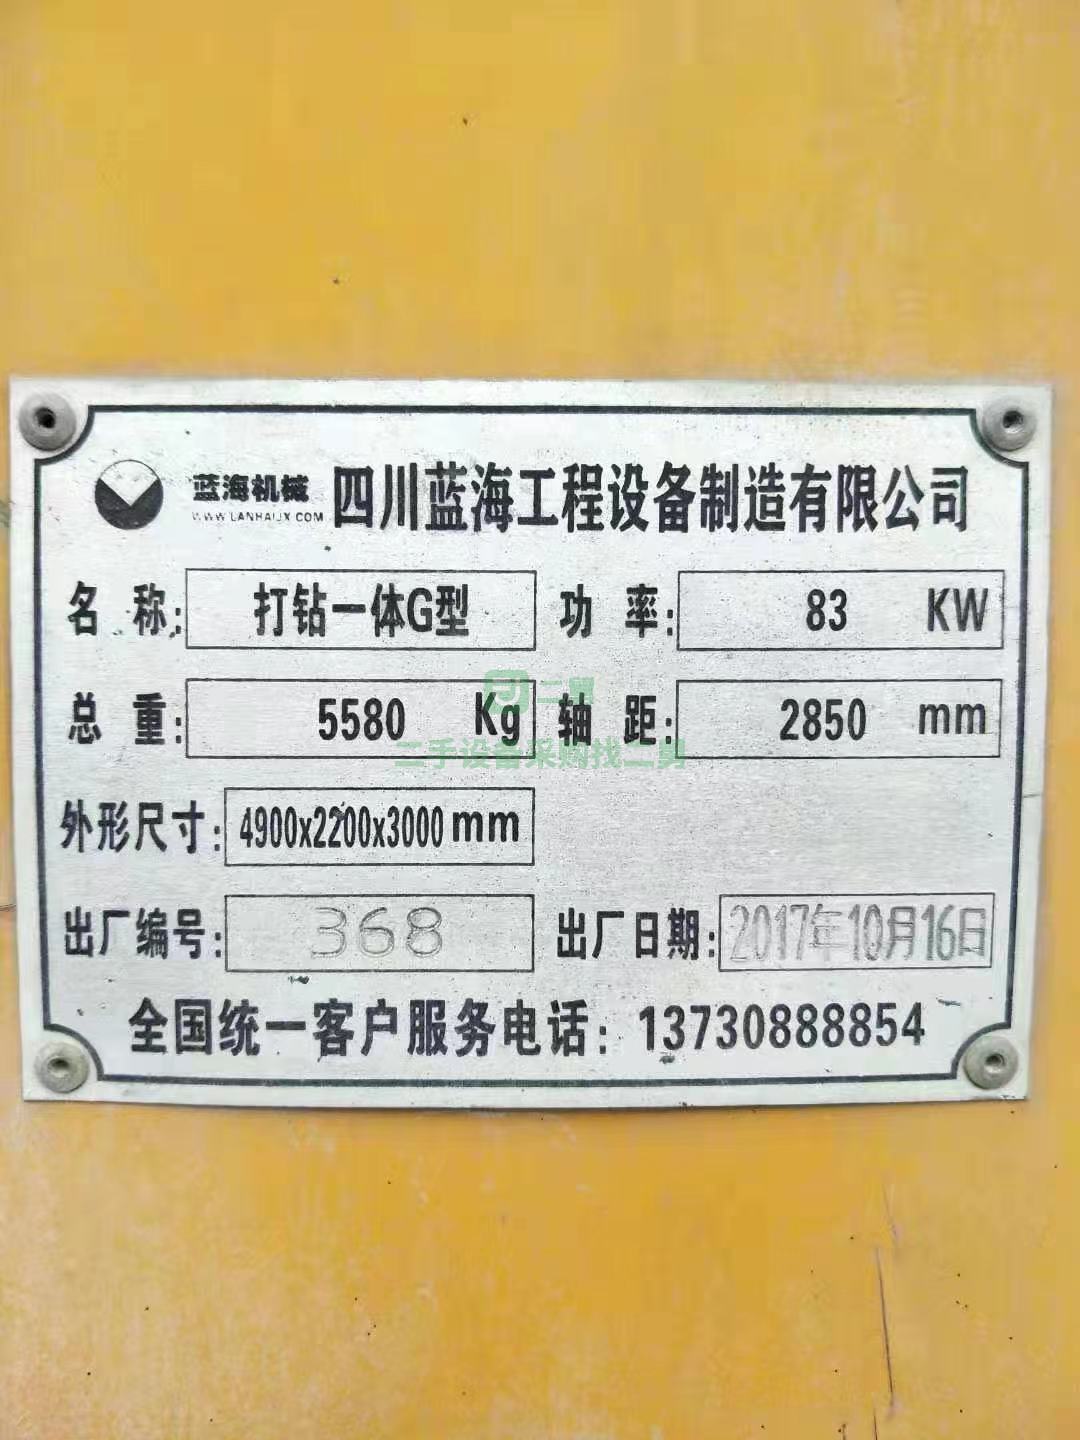 蓝海机械 四川蓝海工程设备制造有限公司
WWW.LANHAIJX.COM
名 称: 打钻一体G型 功 率: 83 KW
二勇
总 重: 5580 Kg 轴 距: 2850 mm
二手设备采购找二勇
外形尺寸: 4900x2200x3000 mm
出厂编号: 368 出厂日期: 2017年10月16日
全国统一客户服务电话: 13730888854